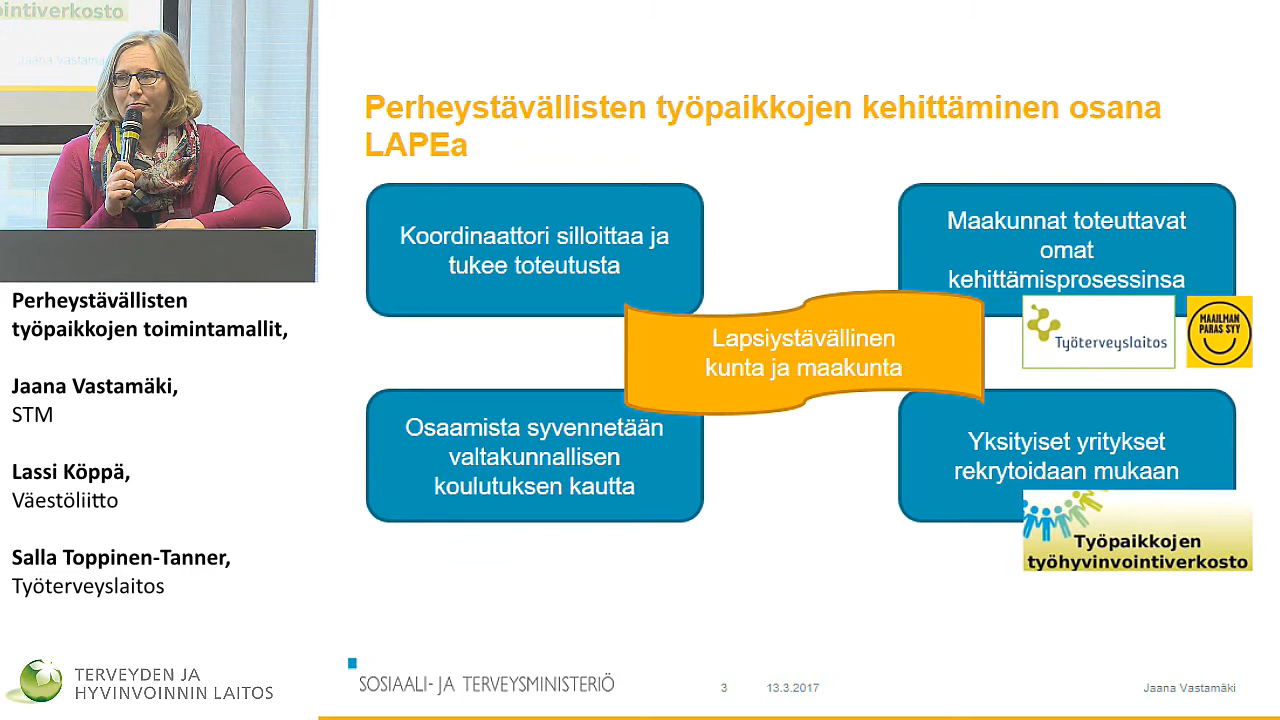 ointiverkosto
Jaana Vastamä
Perheystävällisten
työpaikkojen toimintamallit,
Jaana Vastamäki,
STM
Lassi Köppä,
Väestöliitto
Salla Toppinen-Tanner,
Työterveyslaitos
TERVEYDEN JA
HYVINVOINNIN LAITOS
Perheystävällisten työpaikkojen kehittäminen osana
LAPEa
Koordinaattori silloittaa ja
tukee toteutusta
Maakunnat toteuttavat
omat
kehittämisprosessinsa
Työterveyslaitos
MAAILMAN
PARAS SYY
Lapsiystävällinen
kunta ja maakunta
Osaamista syvennetään
valtakunnallisen
koulutuksen kautta
Yksityiset yritykset
rekrytoidaan mukaan
Työpaikkojen
työhyvinvointiverkosto
SOSIAALI- JA TERVEYSMINISTERIÖ
3
13.3.2017
Jaana Vastamäki